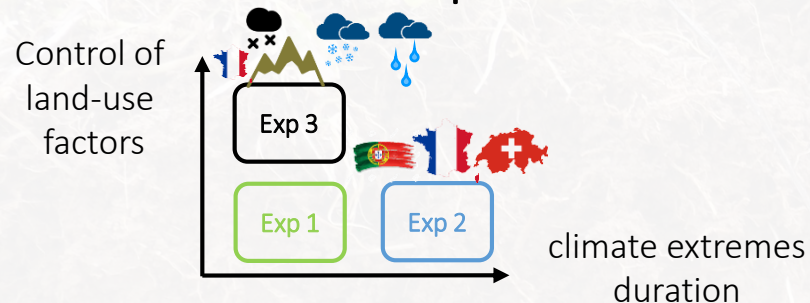 Control of
land-use
factors
Exp 3
Exp 1
Exp 2
climate extremes
duration